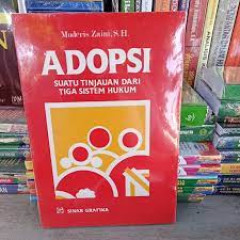 Muderis Zaini, S.H.
ADOPSI
SUATU TINJAUAN DARI
TIGA SISTEM HUKUM
SINAR GRAFIKA